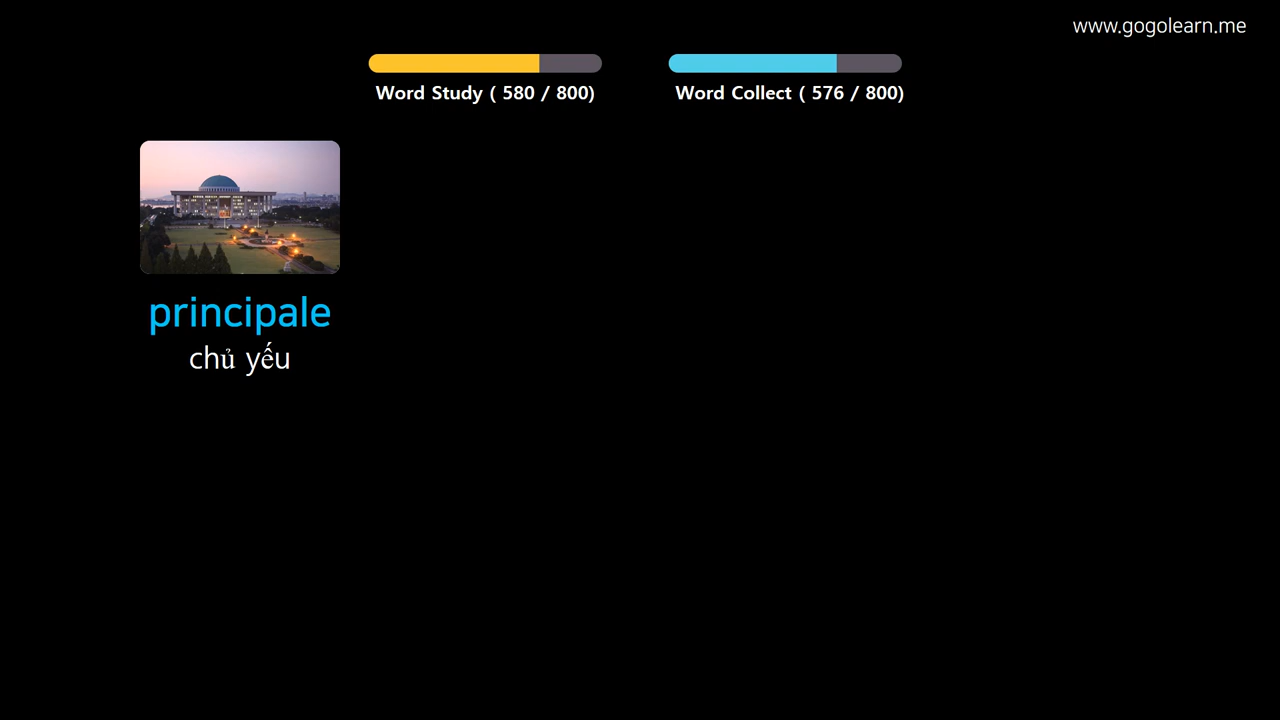 www.gogolearn.me
Word Study ( 580 / 800)
Word Collect ( 576 / 800)
principale
chủ yếu